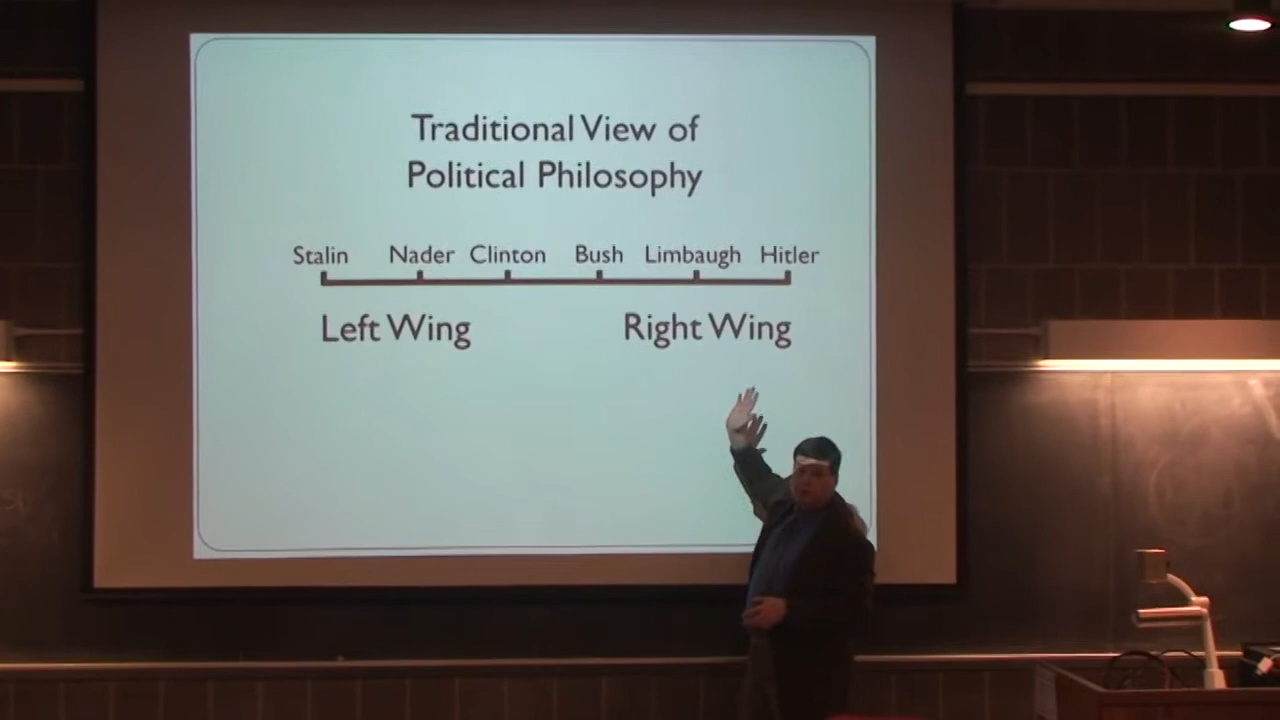 Traditional View of
Political Philosophy
Stalin Nader Clinton Bush Limbaugh Hitler
Left Wing Right Wing